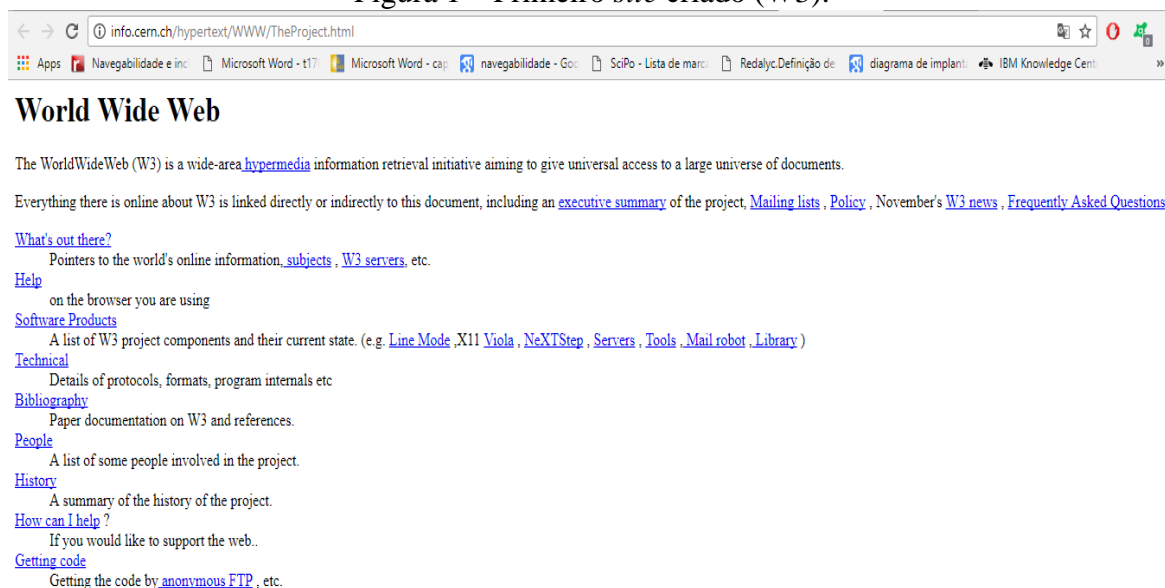 Figura 1 – Primeiro site criado (W3).
info.cern.ch/hypertext/WWW/TheProject.html
Apps Navegabilidade e inc Microsoft Word - t17 Microsoft Word - cap navegabilidade - Goo SciPo - Lista de marca Redalyc.Definição de diagrama de implanta IBM Knowledge Cent »
World Wide Web
The WorldWideWeb (W3) is a wide-area hypermedia information retrieval initiative aiming to give universal access to a large universe of documents.
Everything there is online about W3 is linked directly or indirectly to this document, including an executive summary of the project, Mailing lists , Policy , November's W3 news , Frequently Asked Questions
What's out there?
Pointers to the world's online information, subjects , W3 servers, etc.
Help
on the browser you are using
Software Products
A list of W3 project components and their current state. (e.g. Line Mode ,X11 Viola , NeXTStep , Servers , Tools , Mail robot , Library )
Technical
Details of protocols, formats, program internals etc
Bibliography
Paper documentation on W3 and references.
People
A list of some people involved in the project.
History
A summary of the history of the project.
How can I help ?
If you would like to support the web..
Getting code
Getting the code by anonymous FTP , etc.